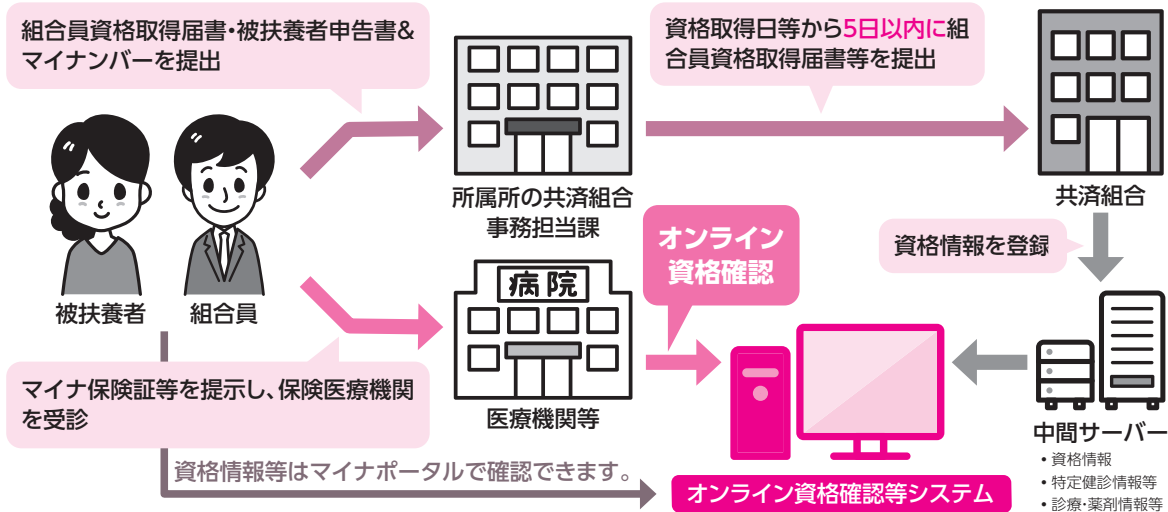 組合員資格取得届書・被扶養者申告書&
マイナンバーを提出
資格取得日等から5日以内に組
合員資格取得届書等を提出
所属所の共済組合
事務担当課
共済組合
オンライン
資格確認
資格情報を登録
病院
被扶養者
組合員
マイナ保険証等を提示し、保険医療機関
を受診
医療機関等
中間サーバー
・資格情報
・特定健診情報等
・診療・薬剤情報等
資格情報等はマイナポータルで確認できます。
オンライン資格確認等システム